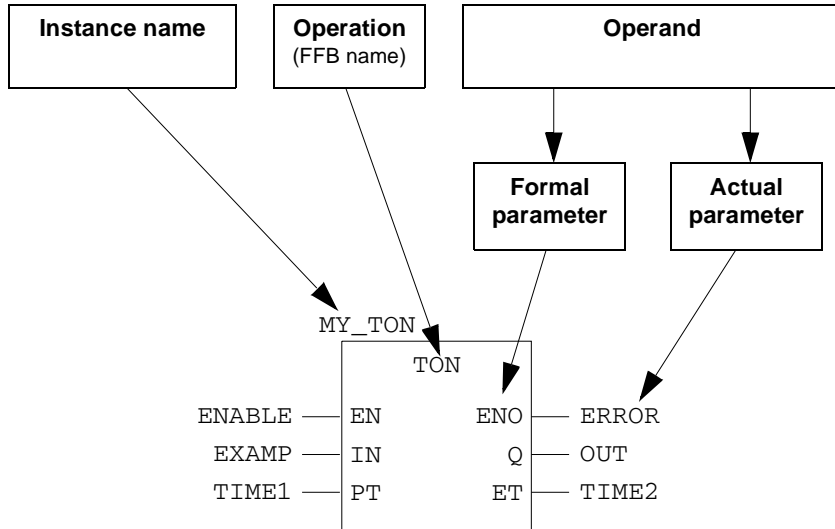 Instance name
Operation
(FFB name)
Operand
Formal
parameter
Actual
parameter
MY_TON
TON
ENABLE EN ENO ERROR
EXAMP IN Q OUT
TIME1 PT ET TIME2